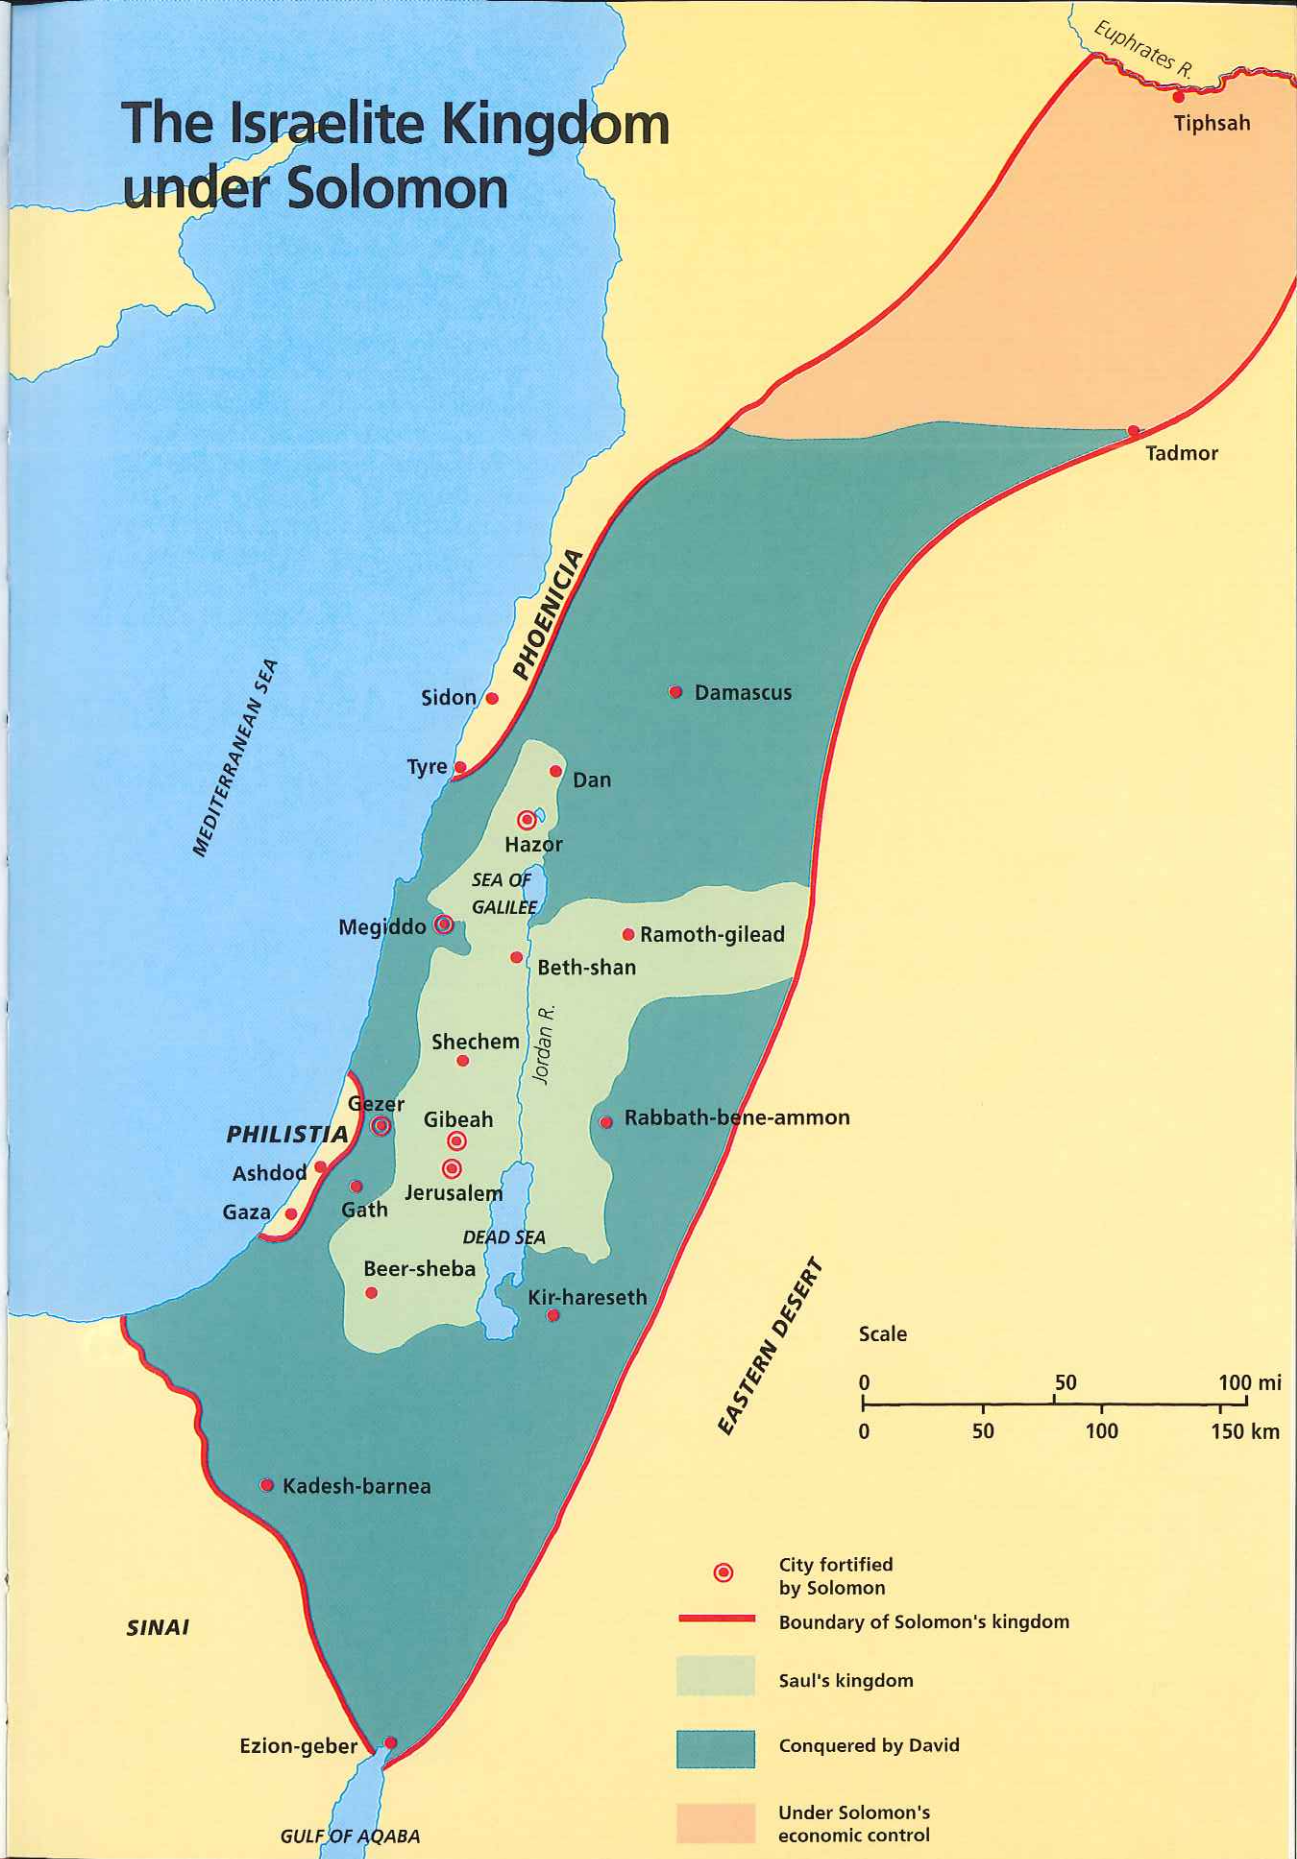 The Israelite Kingdom
under Solomon
Euphrates R.
Tiphsah
Tadmor
PHOENICIA
Sidon
Damascus
MEDITERRANEAN SEA
Tyre
Dan
Hazor
SEA OF
GALILEE
Megiddo
Ramoth-gilead
Beth-shan
Jordan R.
Shechem
Gezer
Gibeah
Rabbath-bene-ammon
PHILISTIA
Ashdod
Jerusalem
Gaza
Gath
DEAD SEA
Beer-sheba
Kir-hareseth
EASTERN DESERT
Scale
0 50 100 mi
0 50 100 150 km
Kadesh-barnea
City fortified
by Solomon
Boundary of Solomon's kingdom
SINAI
Saul's kingdom
Ezion-geber
Conquered by David
Under Solomon's
economic control
GULF OF AQABA